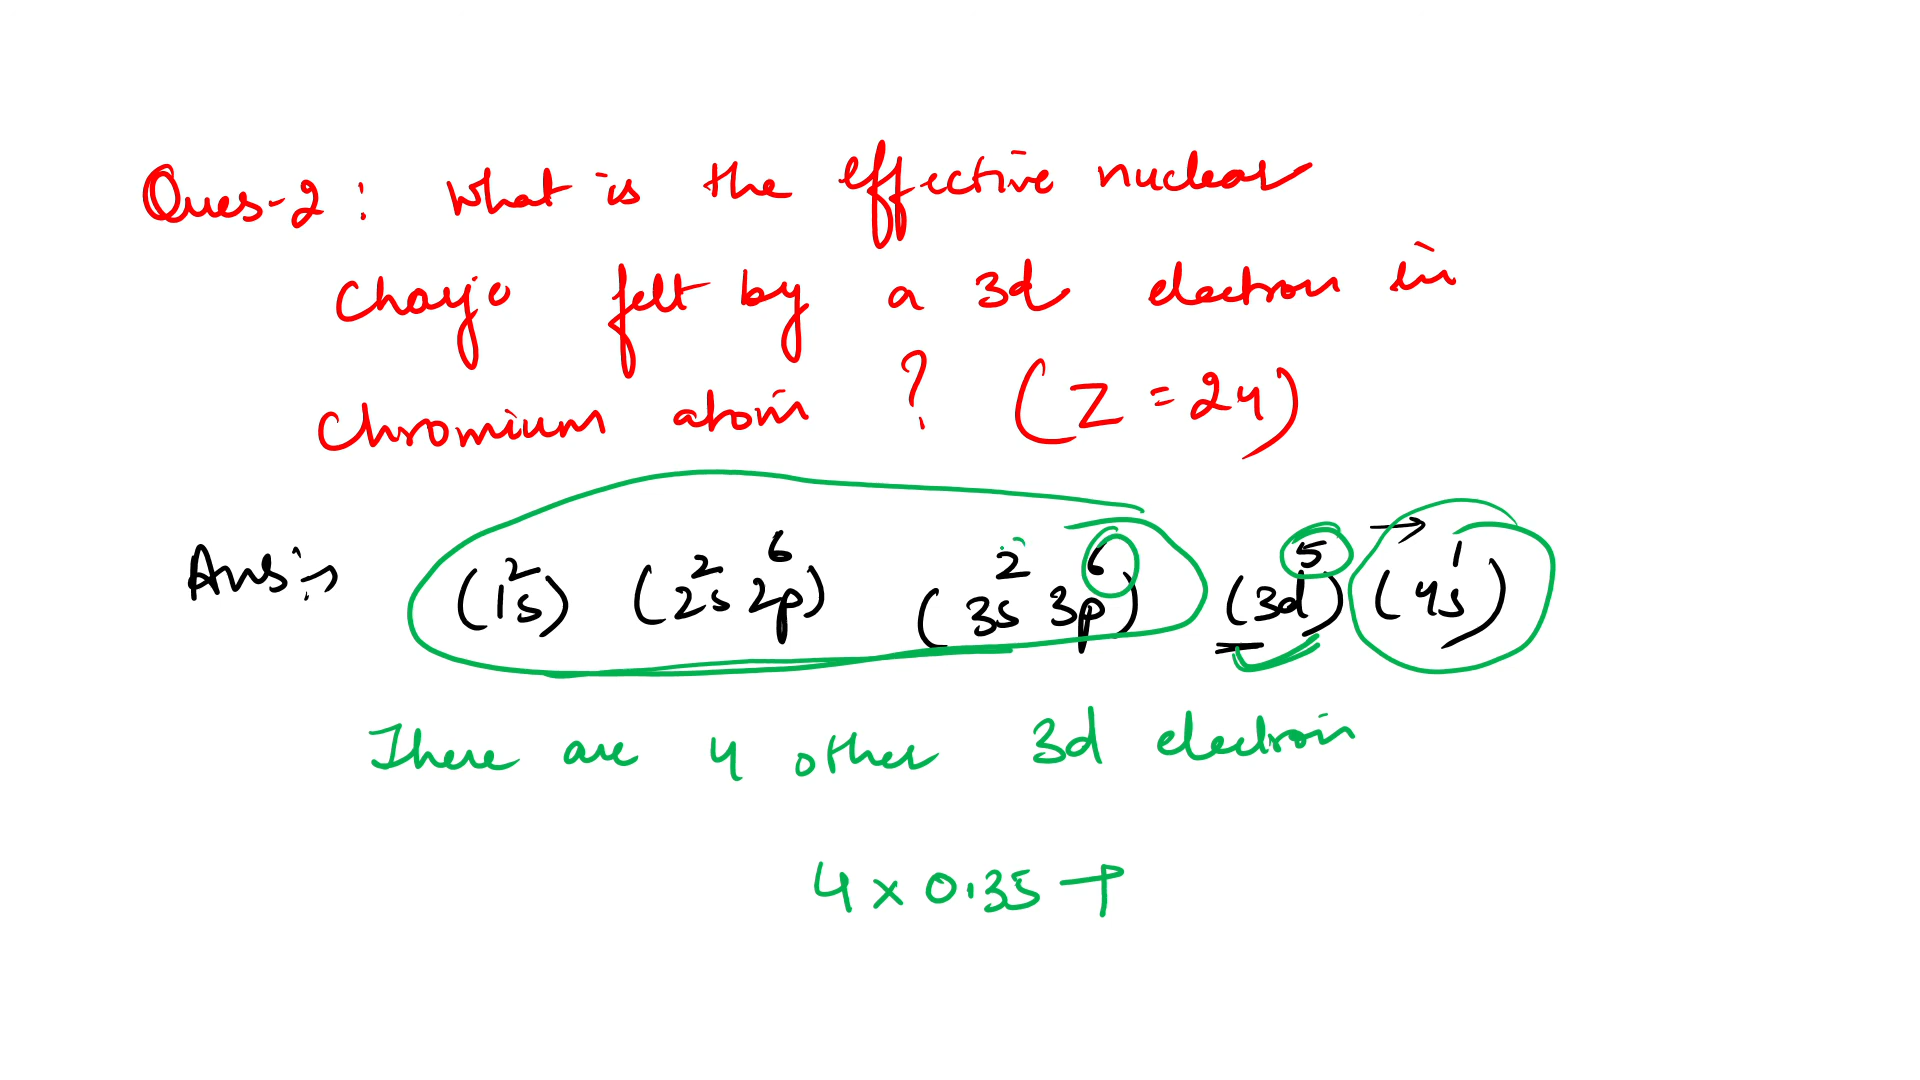 Ques-2: What is the effective nuclear
charge felt by a 3d electron in
chromium atom ? (Z = 24)
Ans:→ (1s²) (2s² 2p⁶) (3s² 3p⁶) (3d⁵) → (4s¹)
There are 4 other 3d electron
4 × 0.35 +